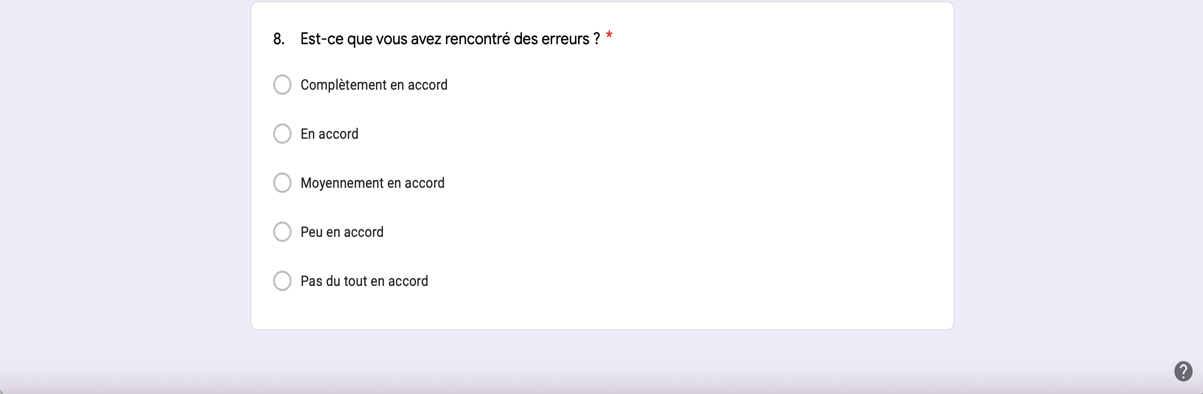 8. Est-ce que vous avez rencontré des erreurs ? *
Complètement en accord
En accord
Moyennement en accord
Peu en accord
Pas du tout en accord
?